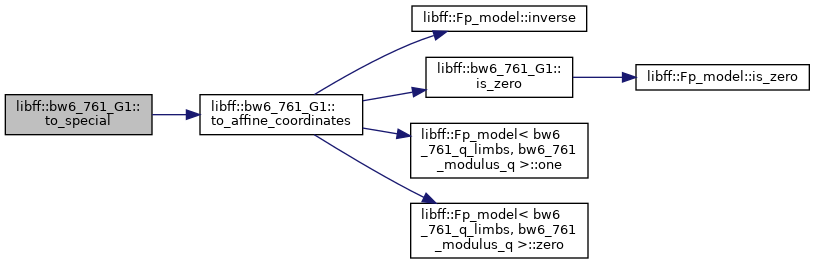 libff::bw6_761_G1::
to_special
libff::bw6_761_G1::
to_affine_coordinates
libff::Fp_model::inverse
libff::bw6_761_G1::
is_zero
libff::Fp_model::is_zero
libff::Fp_model< bw6
_761_q_limbs, bw6_761
_modulus_q >::one
libff::Fp_model< bw6
_761_q_limbs, bw6_761
_modulus_q >::zero